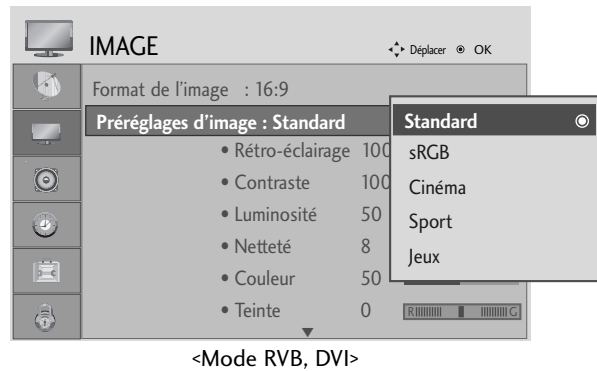 IMAGE
Déplacer OK
Format de l'image : 16:9
Préréglages d'image : Standard
• Rétro-éclairage 100
• Contraste 100
• Luminosité 50
• Netteté 8
• Couleur 50
• Teinte 0 R G
Standard
sRGB
Cinéma
Sport
Jeux
<Mode RVB, DVI>